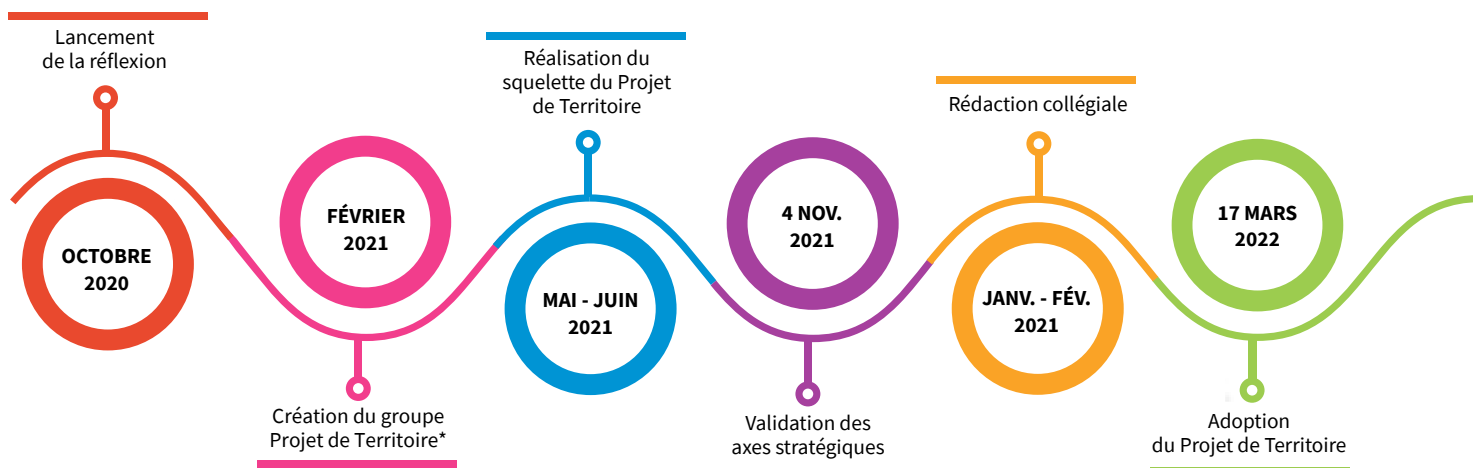 Lancement
de la réflexion
OCTOBRE
2020
FÉVRIER
2021
Création du groupe
Projet de Territoire*
Réalisation du
squelette du Projet
de Territoire
MAI - JUIN
2021
4 NOV.
2021
Validation des
axes stratégiques
Rédaction collégiale
JANV. - FÉV.
2021
17 MARS
2022
Adoption
du Projet de Territoire